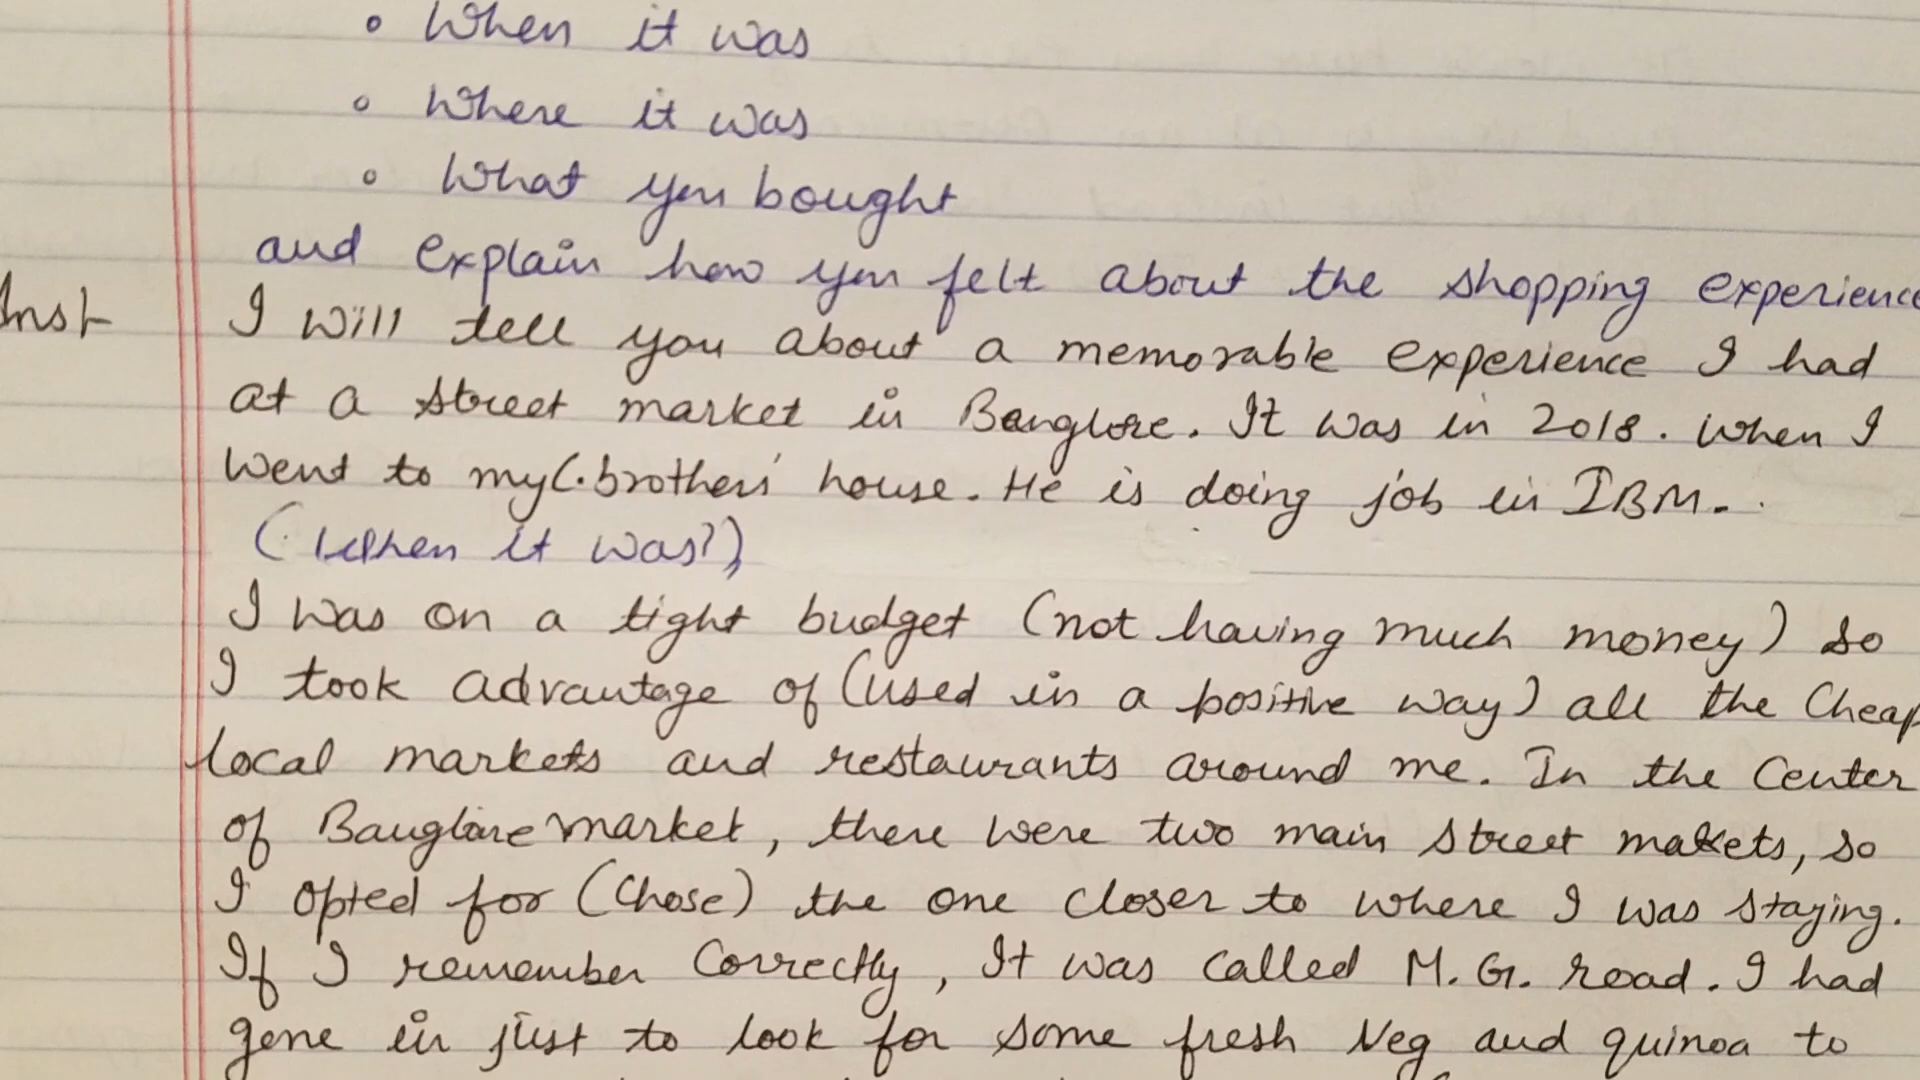 • When it was
• Where it was
• What you bought
and explain how you felt about the shopping experience
Ans I will tell you about a memorable experience I had
at a street market in Banglore. It was in 2018. When I
went to my (. brothers' house. He is doing job in IBM.
(When it was?)
I was on a tight budget (not having much money) so
I took advantage of (used in a positive way) all the Cheap
local markets and restaurants around me. In the Center
of Banglore market, there were two main street makets, so
I opted for (Chose) the one closer to where I was staying.
If I remember Correctly, It was called M. G. road. I had
gone in just to look for some fresh Veg and quinoa to